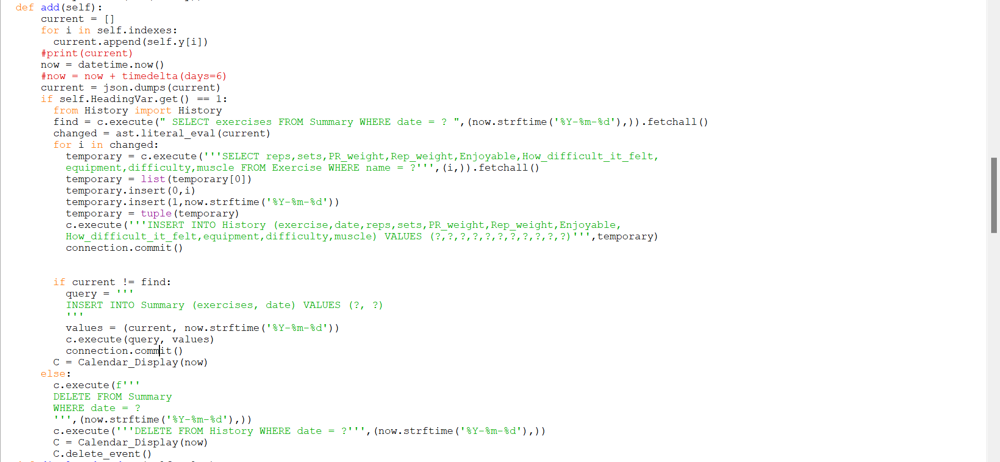 def add(self):
    current = []
    for i in self.indexes:
      current.append(self.y[i])
    #print(current)
    now = datetime.now()
    #now = now + timedelta(days=6)
    current = json.dumps(current)
    if self.HeadingVar.get() == 1:
      from History import History
      find = c.execute(" SELECT exercises FROM Summary WHERE date = ? ",(now.strftime('%Y-%m-%d'),)).fetchall()
      changed = ast.literal_eval(current)
      for i in changed:
        temporary = c.execute('''SELECT reps,sets,PR_weight,Rep_weight,Enjoyable,How_difficult_it_felt,
        equipment,difficulty,muscle FROM Exercise WHERE name = ?''',(i,)).fetchall()
        temporary = list(temporary[0])
        temporary.insert(0,i)
        temporary.insert(1,now.strftime('%Y-%m-%d'))
        temporary = tuple(temporary)
        c.execute('''INSERT INTO History (exercise,date,reps,sets,PR_weight,Rep_weight,Enjoyable,
        How_difficult_it_felt,equipment,difficulty,muscle) VALUES (?,?,?,?,?,?,?,?,?,?,?)''',temporary)
        connection.commit()


      if current != find:
        query = '''
        INSERT INTO Summary (exercises, date) VALUES (?, ?)
        '''
        values = (current, now.strftime('%Y-%m-%d'))
        c.execute(query, values)
        connection.commit()
      C = Calendar_Display(now)
    else:
      c.execute(f'''
      DELETE FROM Summary
      WHERE date = ?
      ''',(now.strftime('%Y-%m-%d'),))
      c.execute('''DELETE FROM History WHERE date = ?''',(now.strftime('%Y-%m-%d'),))
      C = Calendar_Display(now)
      C.delete_event()